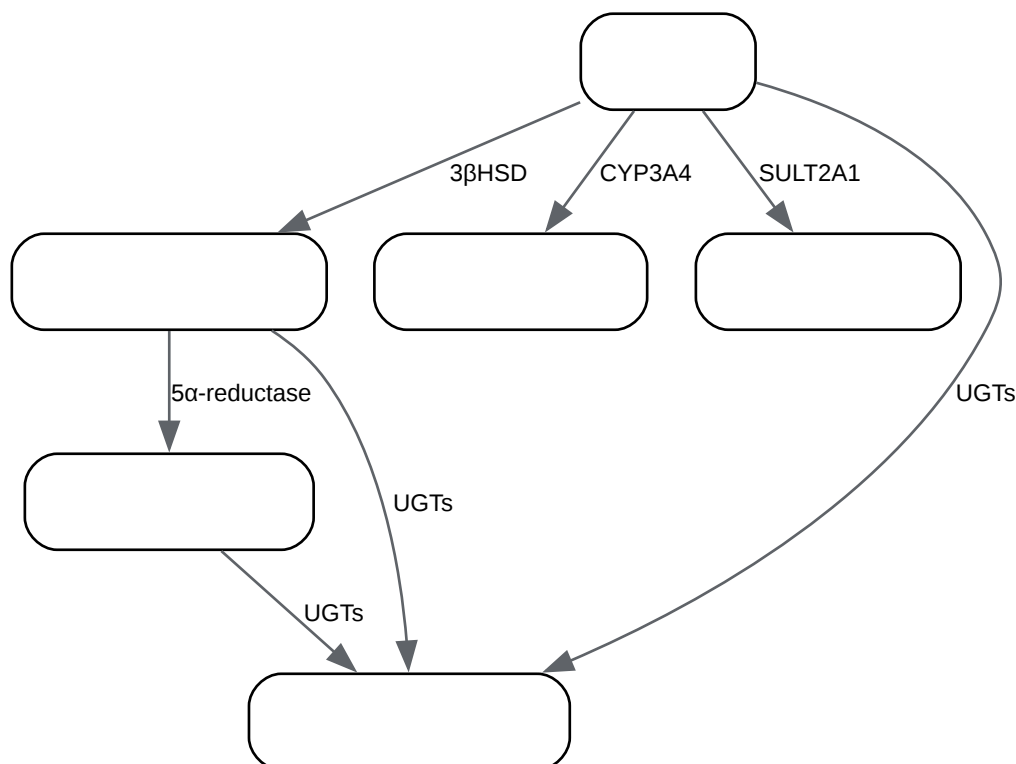 3βHSD
CYP3A4
SULT2A1
5α-reductase
UGTs
UGTs
UGTs